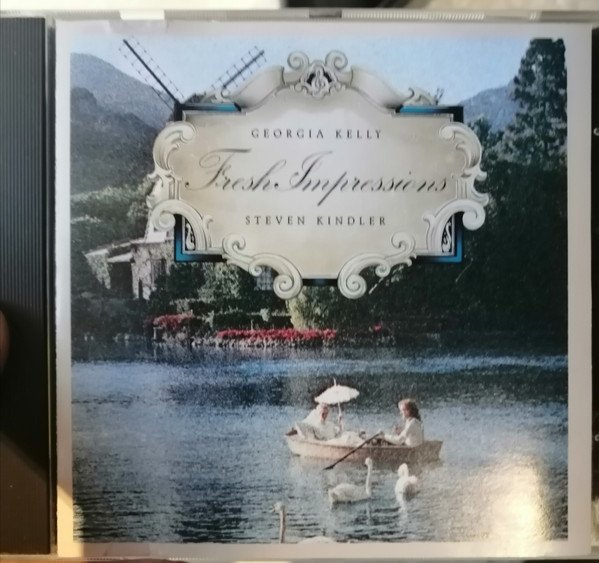 GEORGIA KELLY
Fresh Impressions
STEVEN KINDLER